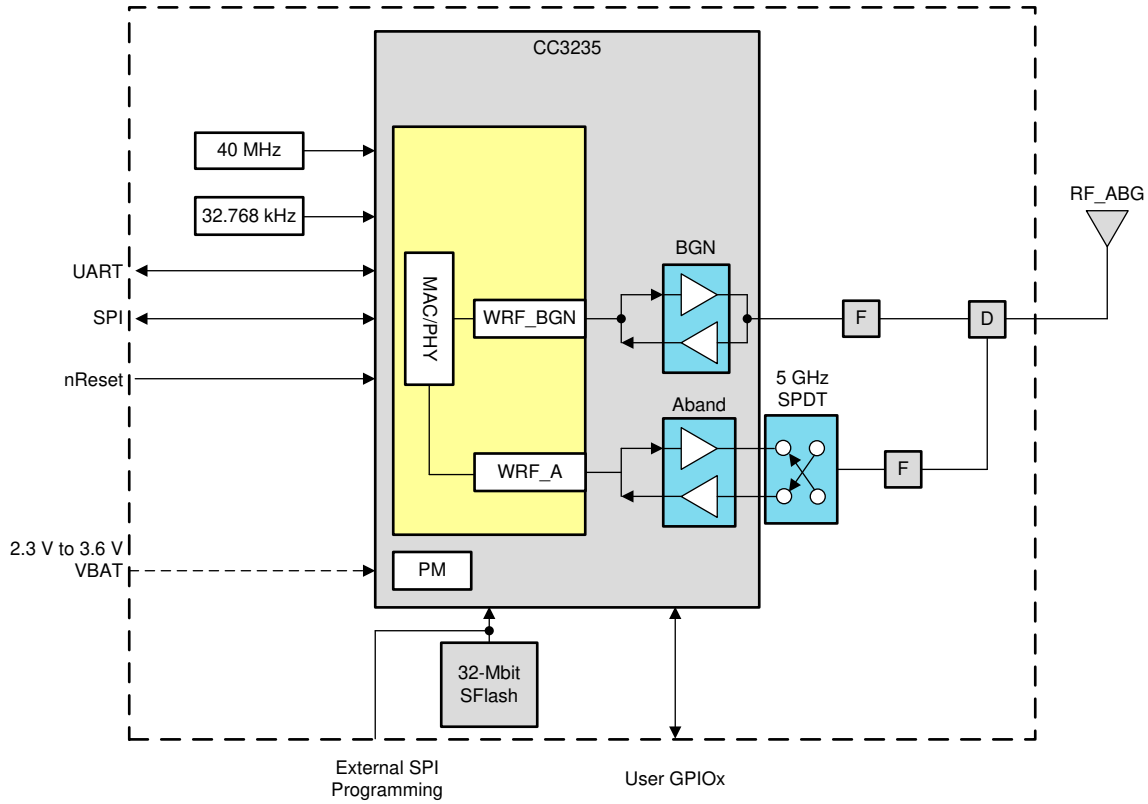 CC3235
40 MHz
32.768 kHz
RF_ABG
UART
SPI
nReset
MAC/PHY
WRF_BGN
BGN
F
D
5 GHz
SPDT
Aband
WRF_A
F
2.3 V to 3.6 V
VBAT
PM
32-Mbit
SFlash
External SPI
Programming
User GPIOx